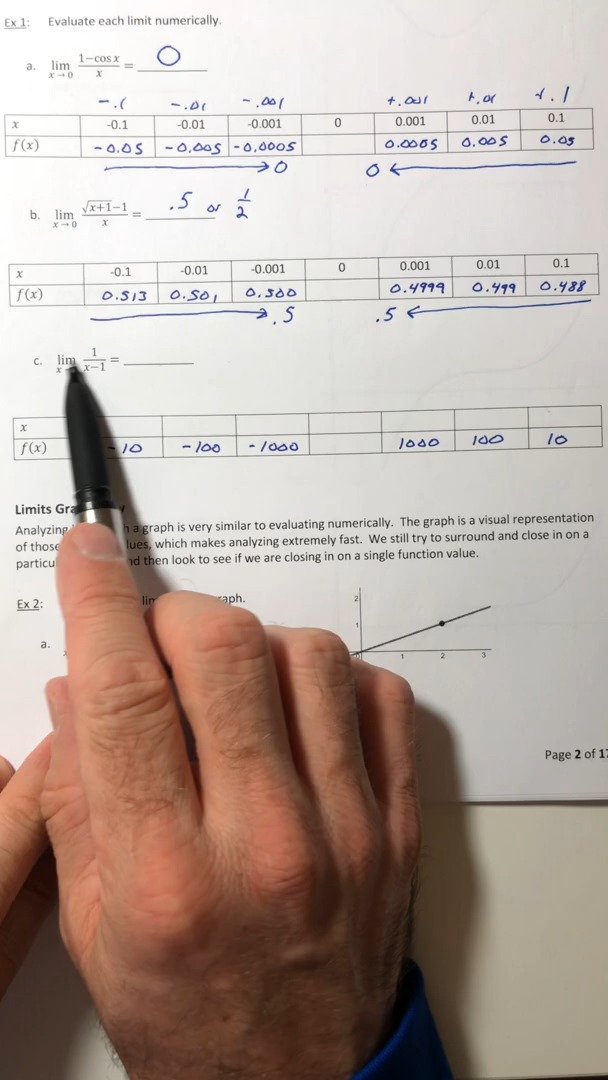 Ex 1: Evaluate each limit numerically.
a. lim x→0 1−cos x / x = 0
-.1 -.01 -.001 +.001 +.01 +.1
x -0.1 -0.01 -0.001 0 0.001 0.01 0.1
f(x) -0.05 -0.005 -0.0005 0.0005 0.005 0.05
→0 0←
b. lim x→0 √x+1−1 / x = .5 or 1/2
x -0.1 -0.01 -0.001 0 0.001 0.01 0.1
f(x) 0.513 0.501 0.500 0.4999 0.499 0.488
→.5 .5←
c. lim 1 / x−1 =
x
f(x) -10 -100 -1000 1000 100 10
Limits
Analyzing a graph is very similar to evaluating numerically. The graph is a visual representation
of those which makes analyzing extremely fast. We still try to surround and close in on a
then look to see if we are closing in on a single function value.
Ex 2:
a.
2
1
1 2 3
Page 2 of